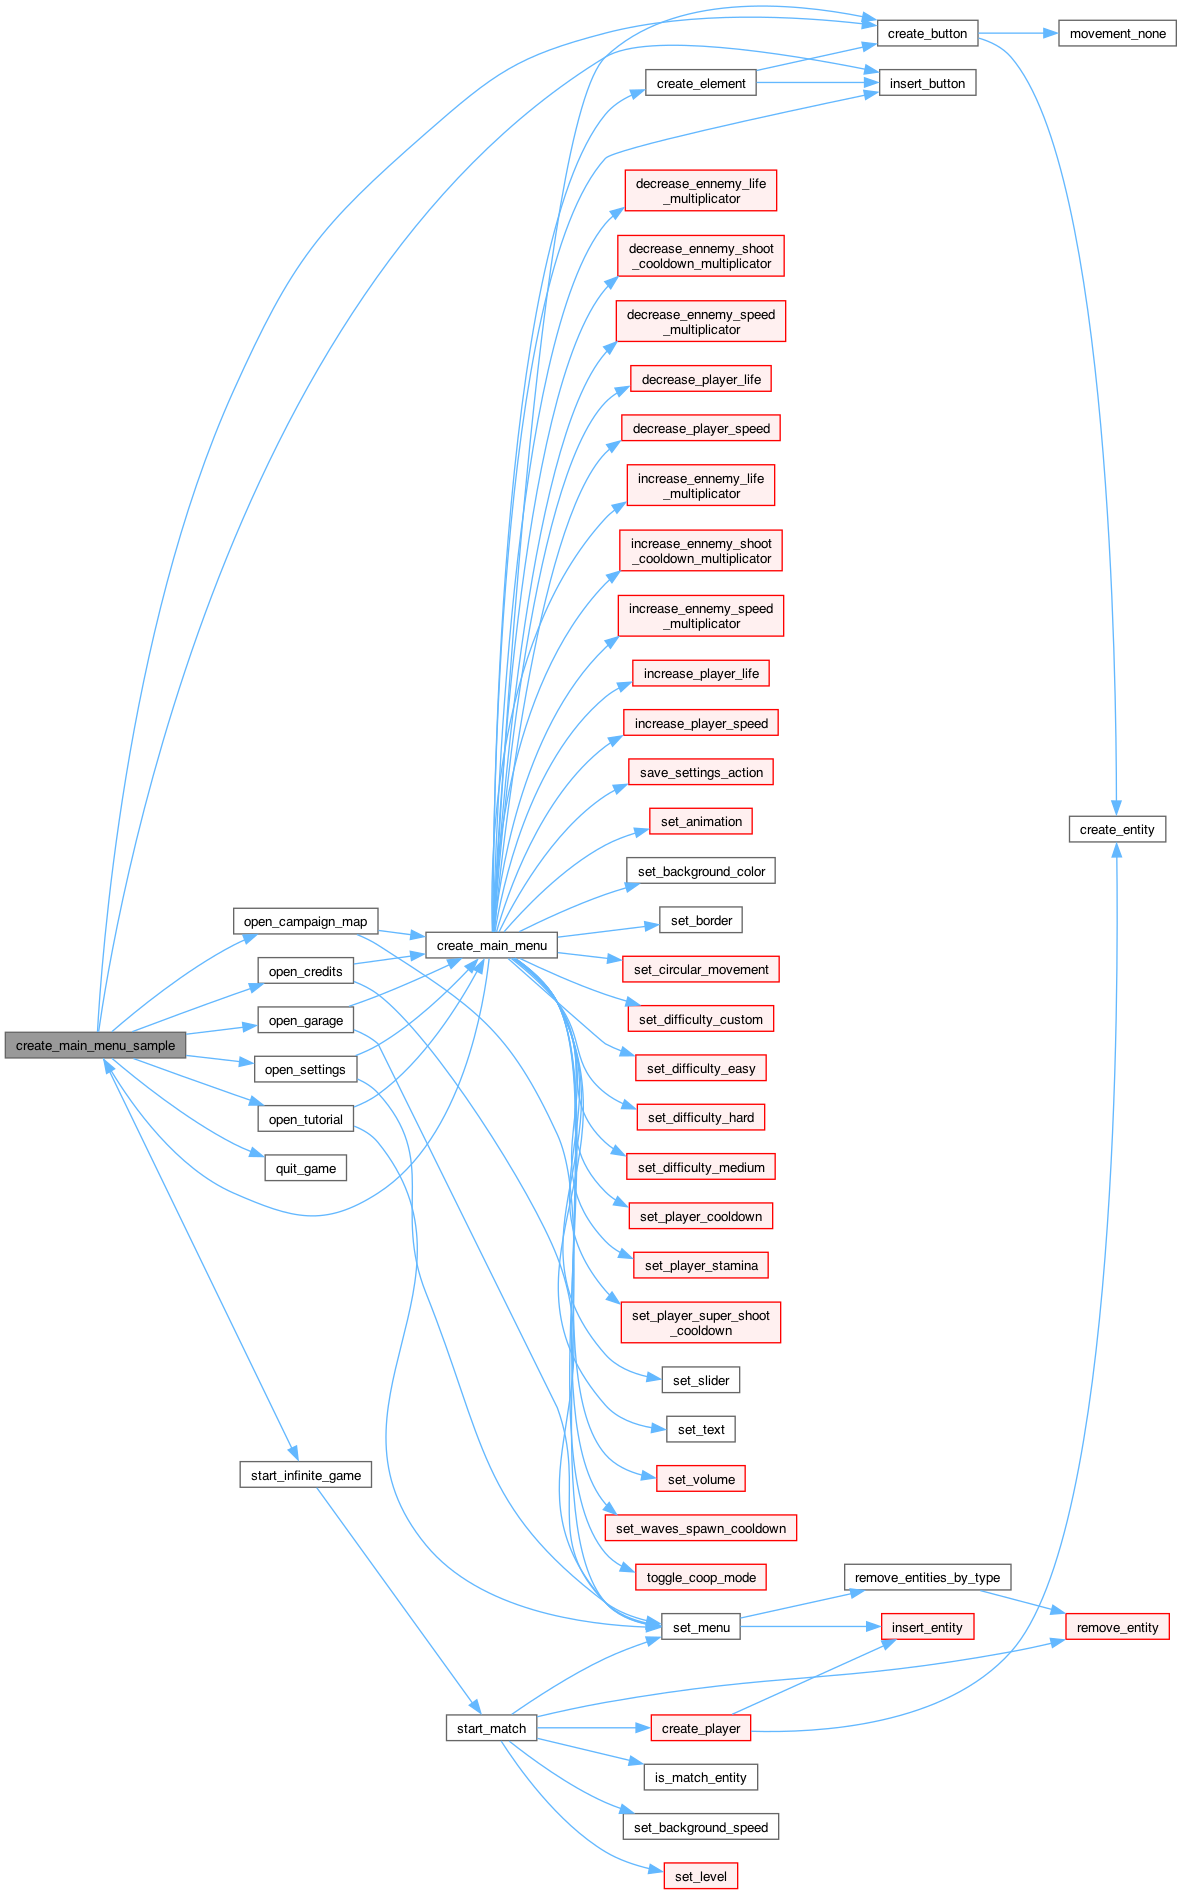 create_main_menu_sample
open_campaign_map
open_credits
open_garage
open_settings
open_tutorial
quit_game
start_infinite_game
create_main_menu
start_match
create_element
decrease_ennemy_life
_multiplicator
decrease_ennemy_shoot
_cooldown_multiplicator
decrease_ennemy_speed
_multiplicator
decrease_player_life
decrease_player_speed
increase_ennemy_life
_multiplicator
increase_ennemy_shoot
_cooldown_multiplicator
increase_ennemy_speed
_multiplicator
increase_player_life
increase_player_speed
save_settings_action
set_animation
set_background_color
set_border
set_circular_movement
set_difficulty_custom
set_difficulty_easy
set_difficulty_hard
set_difficulty_medium
set_player_cooldown
set_player_stamina
set_player_super_shoot
_cooldown
set_slider
set_text
set_volume
set_waves_spawn_cooldown
toggle_coop_mode
set_menu
create_player
is_match_entity
set_background_speed
set_level
create_button
insert_button
remove_entities_by_type
insert_entity
movement_none
create_entity
remove_entity